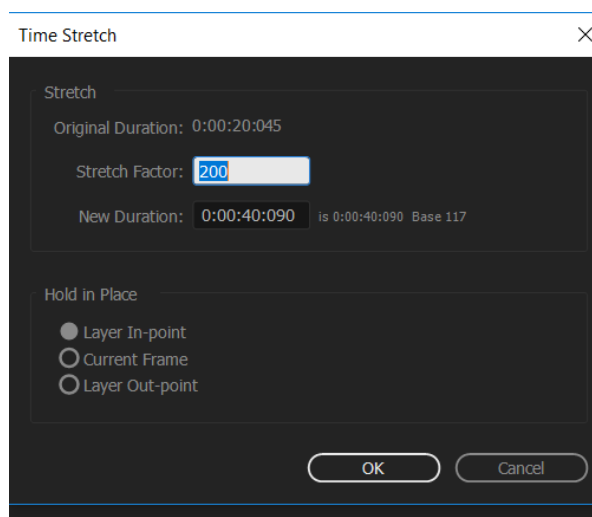 Time Stretch
Stretch
Original Duration: 0:00:20:045
Stretch Factor: 200
New Duration: 0:00:40:090 is 0:00:40:090 Base 117
Hold in Place
Layer In-point
Current Frame
Layer Out-point
OK Cancel